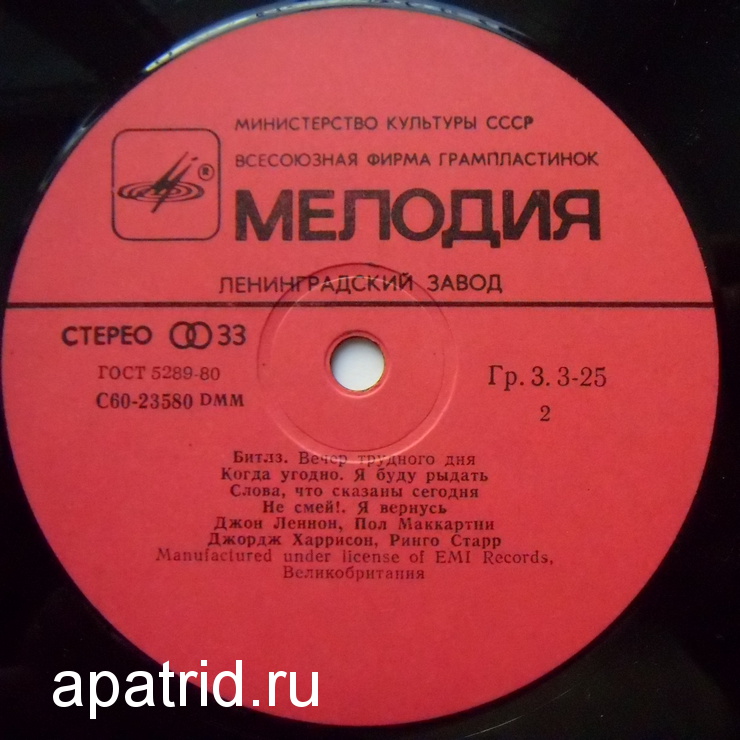 МИНИСТЕРСТВО КУЛЬТУРЫ СССР
ВСЕСОЮЗНАЯ ФИРМА ГРАМПЛАСТИНОК
®
МЕЛОДИЯ
ЛЕНИНГРАДСКИЙ ЗАВОД
СТЕРЕО 33
ГОСТ 5289-80
С60-23580 DMM
Гр. 3. 3-25
2
Битлз. Вечер трудного дня
Когда угодно. Я буду рыдать
Слова, что сказаны сегодня
Не смей!. Я вернусь
Джон Леннон, Пол Маккартни
Джордж Харрисон, Ринго Старр
Manufactured under license of EMI Records,
Великобритания
apatrid.ru